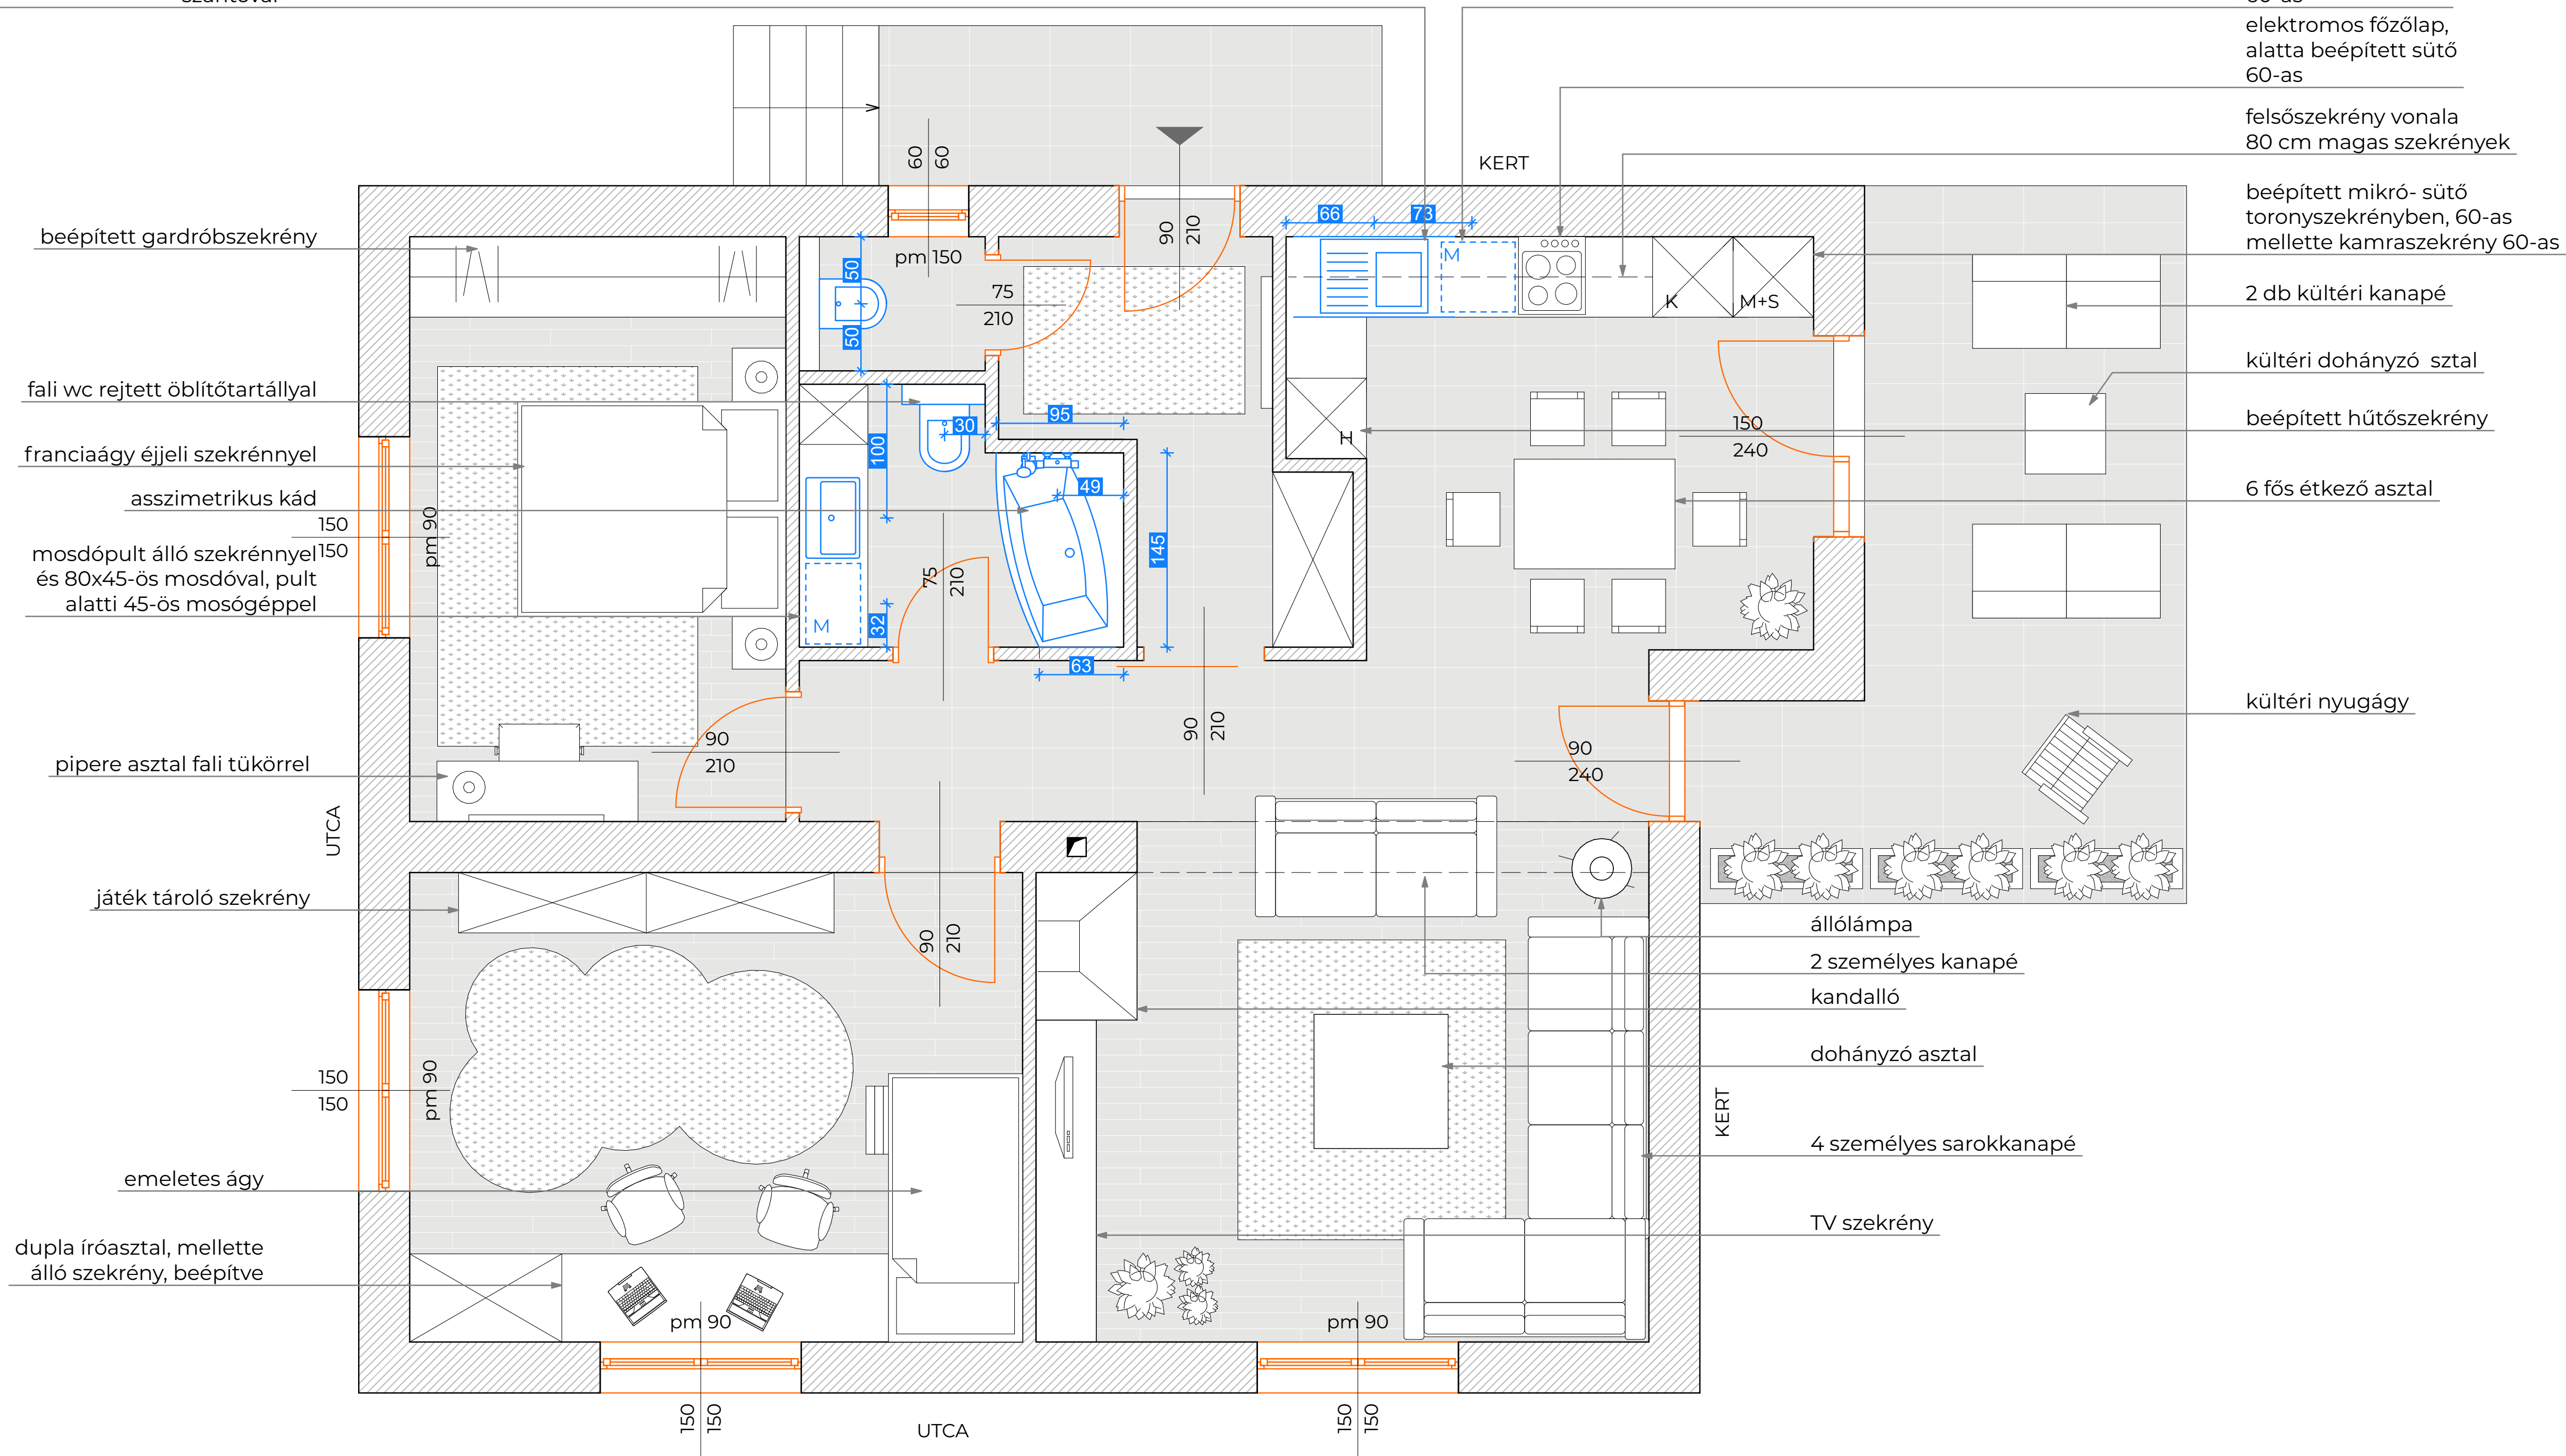 elektromos főzőlap,
alatta beépített sütő
60-as
felsőszekrény vonala
80 cm magas szekrények
beépített mikró- sütő
toronyszekrényben, 60-as
mellette kamraszekrény 60-as
2 db kültéri kanapé
kültéri dohányzó  sztal
beépített hűtőszekrény
6 fős étkező asztal
kültéri nyugágy
állólámpa
2 személyes kanapé
kandalló
dohányzó asztal
4 személyes sarokkanapé
TV szekrény
beépített gardróbszekrény
fali wc rejtett öblítőtartállyal
franciaágy éjjeli szekrénnyel
asszimetrikus kád
mosdópult álló szekrénnyel
és 80x45-ös mosdóval, pult
alatti 45-ös mosógéppel
pipere asztal fali tükörrel
játék tároló szekrény
emeletes ágy
dupla íróasztal, mellette
álló szekrény, beépítve
KERT
60
60
pm 150
90
210
75
210
50
50
66
73
M
K
M+S
H
150
240
95
30
100
49
145
32
M
63
75
210
150
150
pm 90
90
210
90
210
90
240
UTCA
90
210
150
150
pm 90
KERT
pm 90
pm 90
150
150
150
150
UTCA